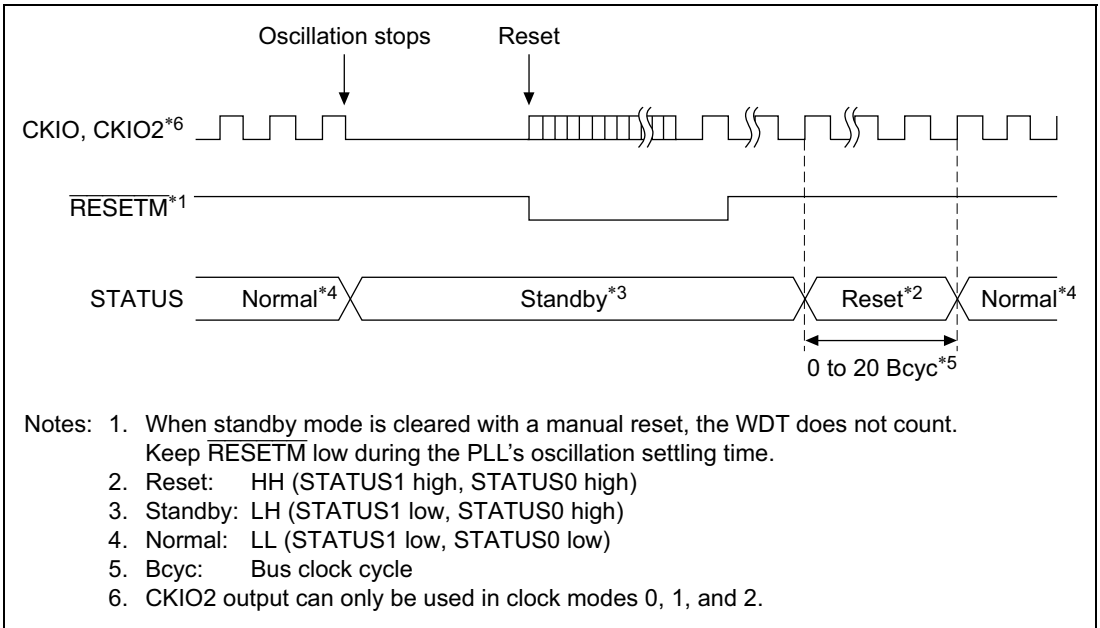 Oscillation stops Reset
CKIO, CKIO2*6
RESETM*1
STATUS Normal*4 Standby*3 Reset*2 Normal*4
0 to 20 Bcyc*5
Notes: 1. When standby mode is cleared with a manual reset, the WDT does not count.
Keep RESETM low during the PLL's oscillation settling time.
2. Reset: HH (STATUS1 high, STATUS0 high)
3. Standby: LH (STATUS1 low, STATUS0 high)
4. Normal: LL (STATUS1 low, STATUS0 low)
5. Bcyc: Bus clock cycle
6. CKIO2 output can only be used in clock modes 0, 1, and 2.